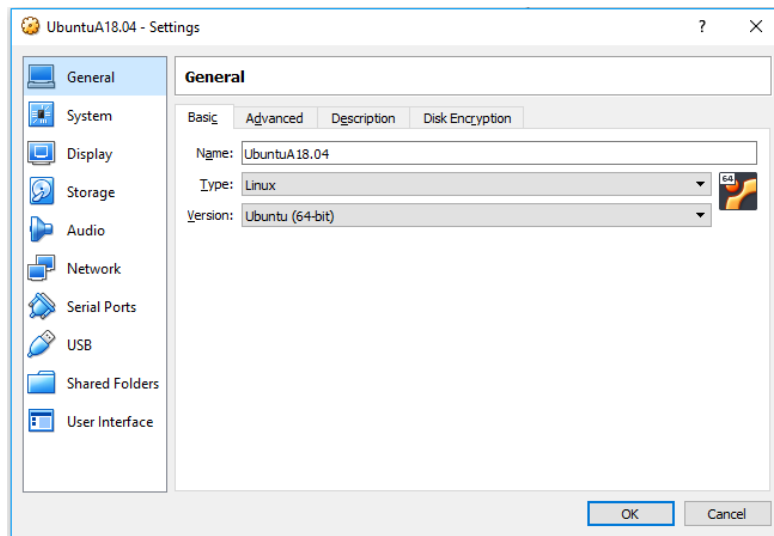 UbuntuA18.04 - Settings ? ×
General
System
Display
Storage
Audio
Network
Serial Ports
USB
Shared Folders
User Interface
General
Basic Advanced Description Disk Encryption
Name: UbuntuA18.04
Type: Linux
64
Version: Ubuntu (64-bit)
OK Cancel